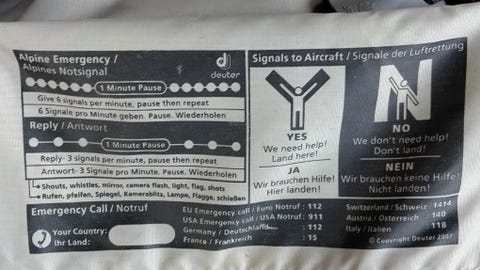 Alpine Emergency /
Alpines Notsignal
deuter
1 Minute Pause
Give 6 signals per minute, pause then repeat
6 Signale pro Minute geben. Pause. Wiederholen
Reply / Antwort
1 Minute Pause
Reply- 3 signals per minute, pause then repeat
Antwort- 3 Signale pro Minute. Pause. Wiederholen
Shouts, whistles, mirror, camera flash, light, flag, shots
Rufen, pfeifen, Spiegel, Kamerablitz, Lampe, Flagge, schießen
Signals to Aircraft / Signale der Luftrettung
YES
We need help!
Land here!
JA
Wir brauchen Hilfe!
Hier landen!
NO
We don't need help!
Don't land!
NEIN
Wir brauchen keine Hilfe!
Nicht landen!
Emergency Call / Notruf
Your Country:
Ihr Land:
EU Emergency call / Euro Notruf : 112
USA Emergency call / USA Notruf : 911
Germany / Deutschland : 112
France / Frankreich : 15
Switzerland / Schweiz : 1414
Austria / Österreich : 140
Italy / Italien : 118
© Copyright Deuter 2007